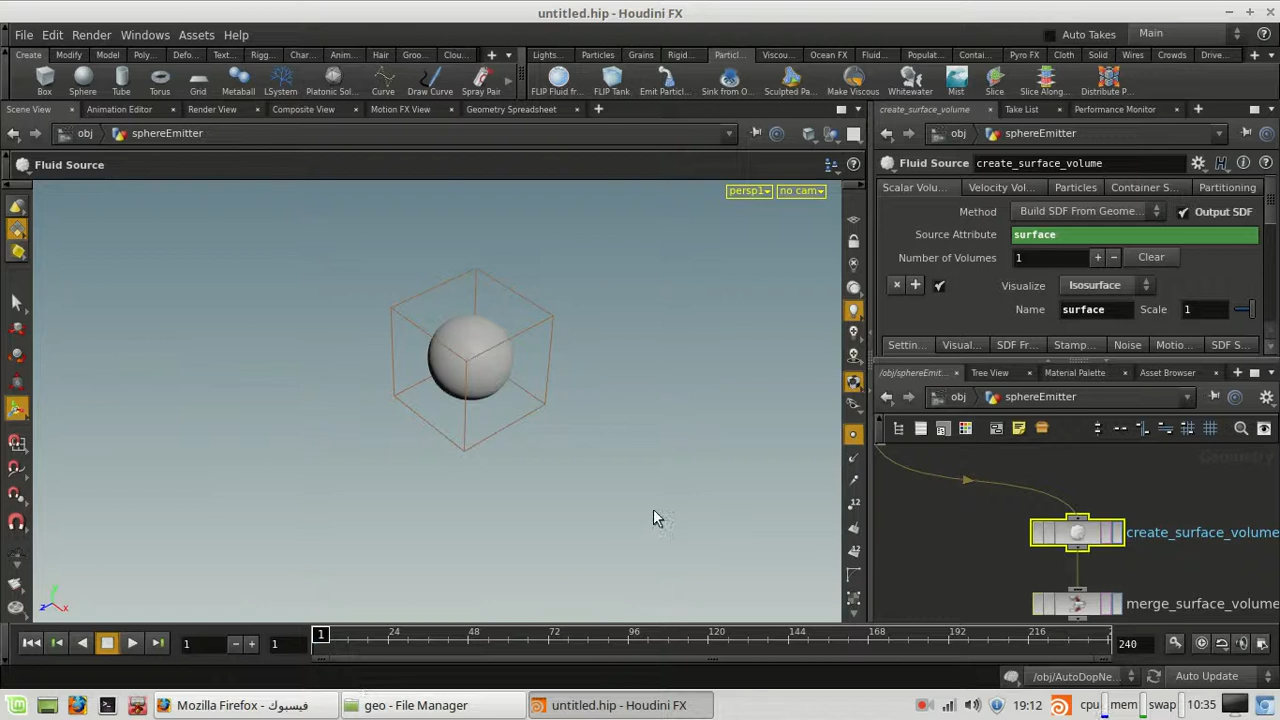 untitled.hip - Houdini FX
File Edit Render Windows Assets Help Auto Takes Main
Create Modify Model Poly... Defo... Text... Rigg... Char... Anim... Hair Groo... Clou... Lights... Particles Grains Rigid... Particl... Viscou... Ocean FX Fluid... Populat... Contai... Pyro FX Cloth Solid Wires Crowds Drive...
Box Sphere Tube Torus Grid Metaball LSystem Platonic Sol... Curve Draw Curve Spray Pair FLIP Fluid fr... FLIP Tank Emit Particl... Sink from O... Sculpted Pa... Make Viscous Whitewater Mist Slice Slice Along... Distribute P...
Scene View Animation Editor Render View Composite View Motion FX View Geometry Spreadsheet create_surface_volume Take List Performance Monitor
obj sphereEmitter obj sphereEmitter
Fluid Source Fluid Source create_surface_volume
persp1 no cam
Scalar Volu... Velocity Vol... Particles Container S... Partitioning
Method Build SDF From Geome... Output SDF
Source Attribute surface
Number of Volumes 1 + − Clear
Visualize Isosurface
Name surface Scale 1
Settin... Visual... SDF Fr... Stamp... Noise Motio... SDF S...
/obj/sphereEmit... Tree View Material Palette Asset Browser
obj sphereEmitter
Geometry
create_surface_volume
merge_surface_volume
12
z y x
1 1 1 24 48 72 96 120 144 168 192 216 2 240
/obj/AutoDopNe... Auto Update
Mozilla Firefox - فيسبوك geo - File Manager untitled.hip - Houdini FX 19:12 cpu mem swap 10:35